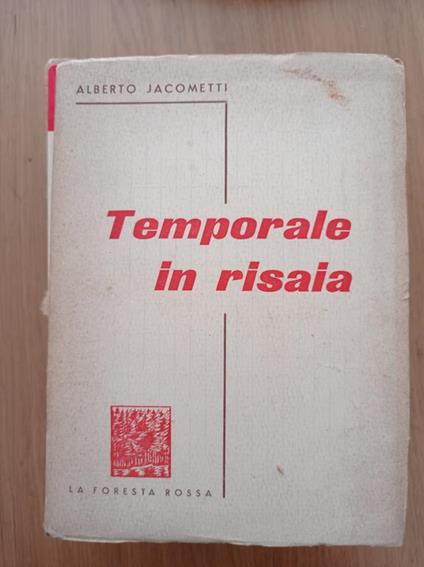 ALBERTO JACOMETTI
Temporale
in risaia
LA FORESTA ROSSA